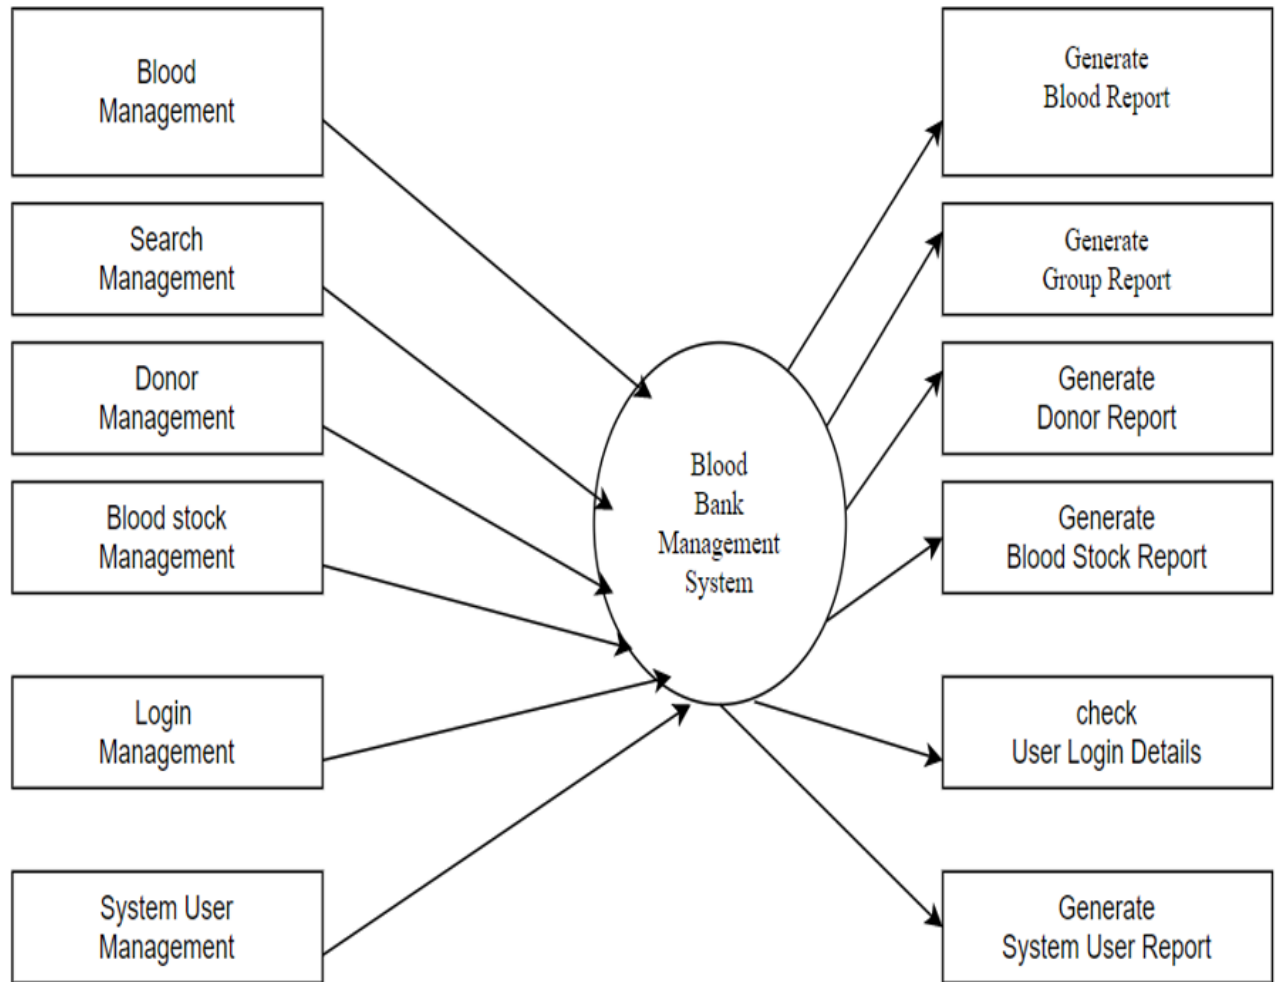 Blood
Management
Search
Management
Donor
Management
Blood stock
Management
Login
Management
System User
Management
Blood
Bank
Management
System
Generate
Blood Report
Generate
Group Report
Generate
Donor Report
Generate
Blood Stock Report
check
User Login Details
Generate
System User Report